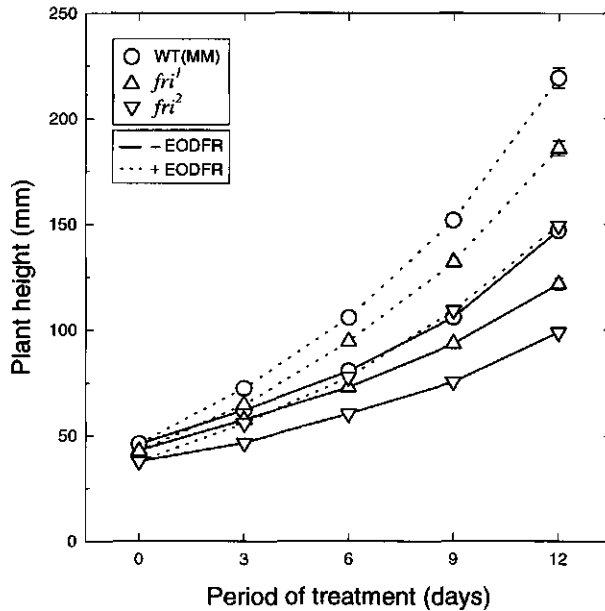 250
200
150
100
50
0
Plant height (mm)
WT(MM)
fri¹
fri²
– EODFR
+ EODFR
0 3 6 9 12
Period of treatment (days)